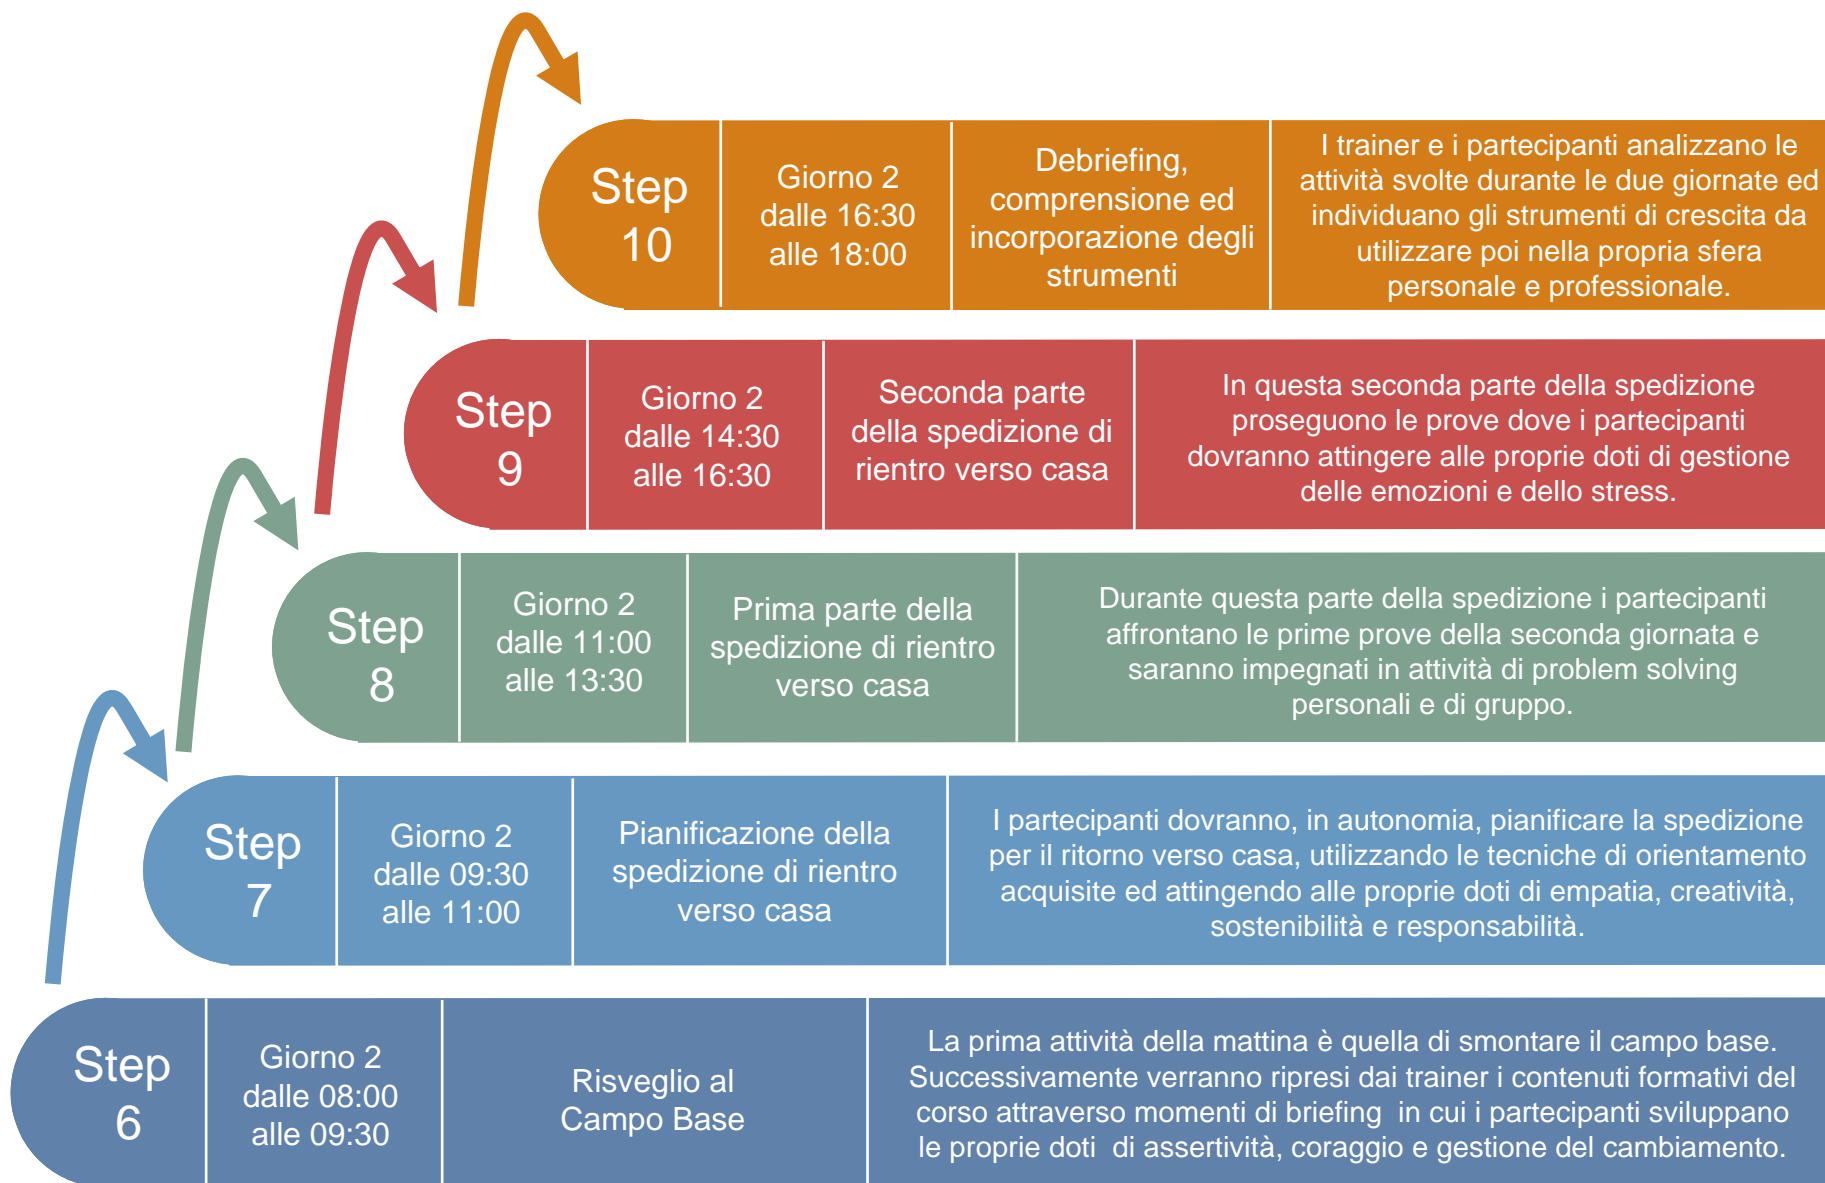 Step
10
Giorno 2
dalle 16:30
alle 18:00
Debriefing,
comprensione ed
incorporazione degli
strumenti
I trainer e i partecipanti analizzano le
attività svolte durante le due giornate ed
individuano gli strumenti di crescita da
utilizzare poi nella propria sfera
personale e professionale.
Step
9
Giorno 2
dalle 14:30
alle 16:30
Seconda parte
della spedizione di
rientro verso casa
In questa seconda parte della spedizione
proseguono le prove dove i partecipanti
dovranno attingere alle proprie doti di gestione
delle emozioni e dello stress.
Step
8
Giorno 2
dalle 11:00
alle 13:30
Prima parte della
spedizione di rientro
verso casa
Durante questa parte della spedizione i partecipanti
affrontano le prime prove della seconda giornata e
saranno impegnati in attività di problem solving
personali e di gruppo.
Step
7
Giorno 2
dalle 09:30
alle 11:00
Pianificazione della
spedizione di rientro
verso casa
I partecipanti dovranno, in autonomia, pianificare la spedizione
per il ritorno verso casa, utilizzando le tecniche di orientamento
acquisite ed attingendo alle proprie doti di empatia, creatività,
sostenibilità e responsabilità.
Step
6
Giorno 2
dalle 08:00
alle 09:30
Risveglio al
Campo Base
La prima attività della mattina è quella di smontare il campo base.
Successivamente verranno ripresi dai trainer i contenuti formativi del
corso attraverso momenti di briefing  in cui i partecipanti sviluppano
le proprie doti  di assertività, coraggio e gestione del cambiamento.